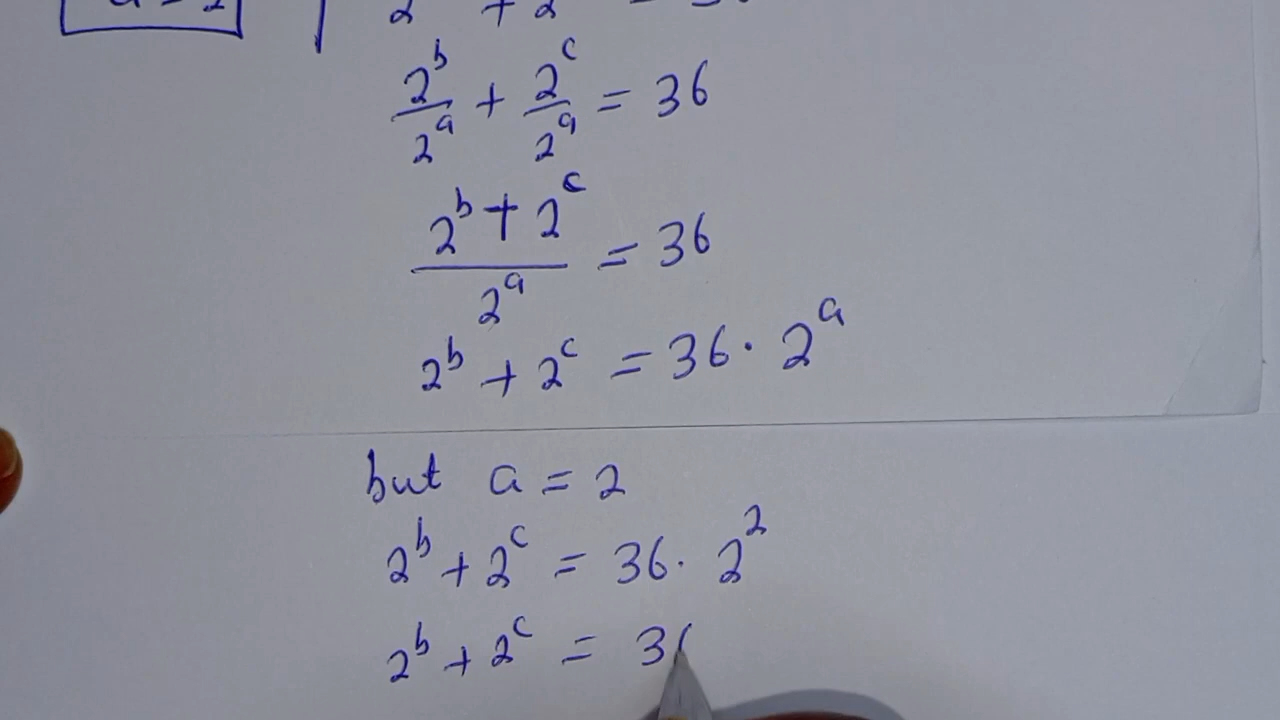 2^b/2^a + 2^c/2^a = 36
(2^b + 2^c)/2^a = 36
2^b + 2^c = 36 · 2^a
but a = 2
2^b + 2^c = 36 · 2^2
2^b + 2^c = 36